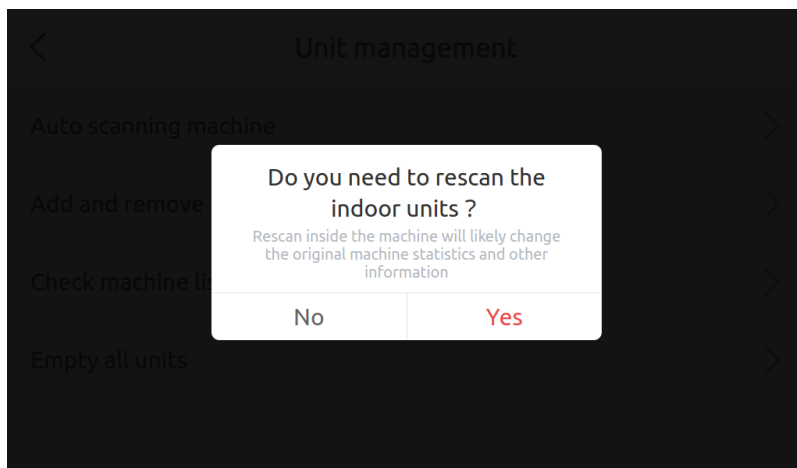 Unit management
Auto scanning machine
Do you need to rescan the
indoor units ?
Add and remove
Rescan inside the machine will likely change
the original machine statistics and other
information
Check machine lis
No
Yes
Empty all units